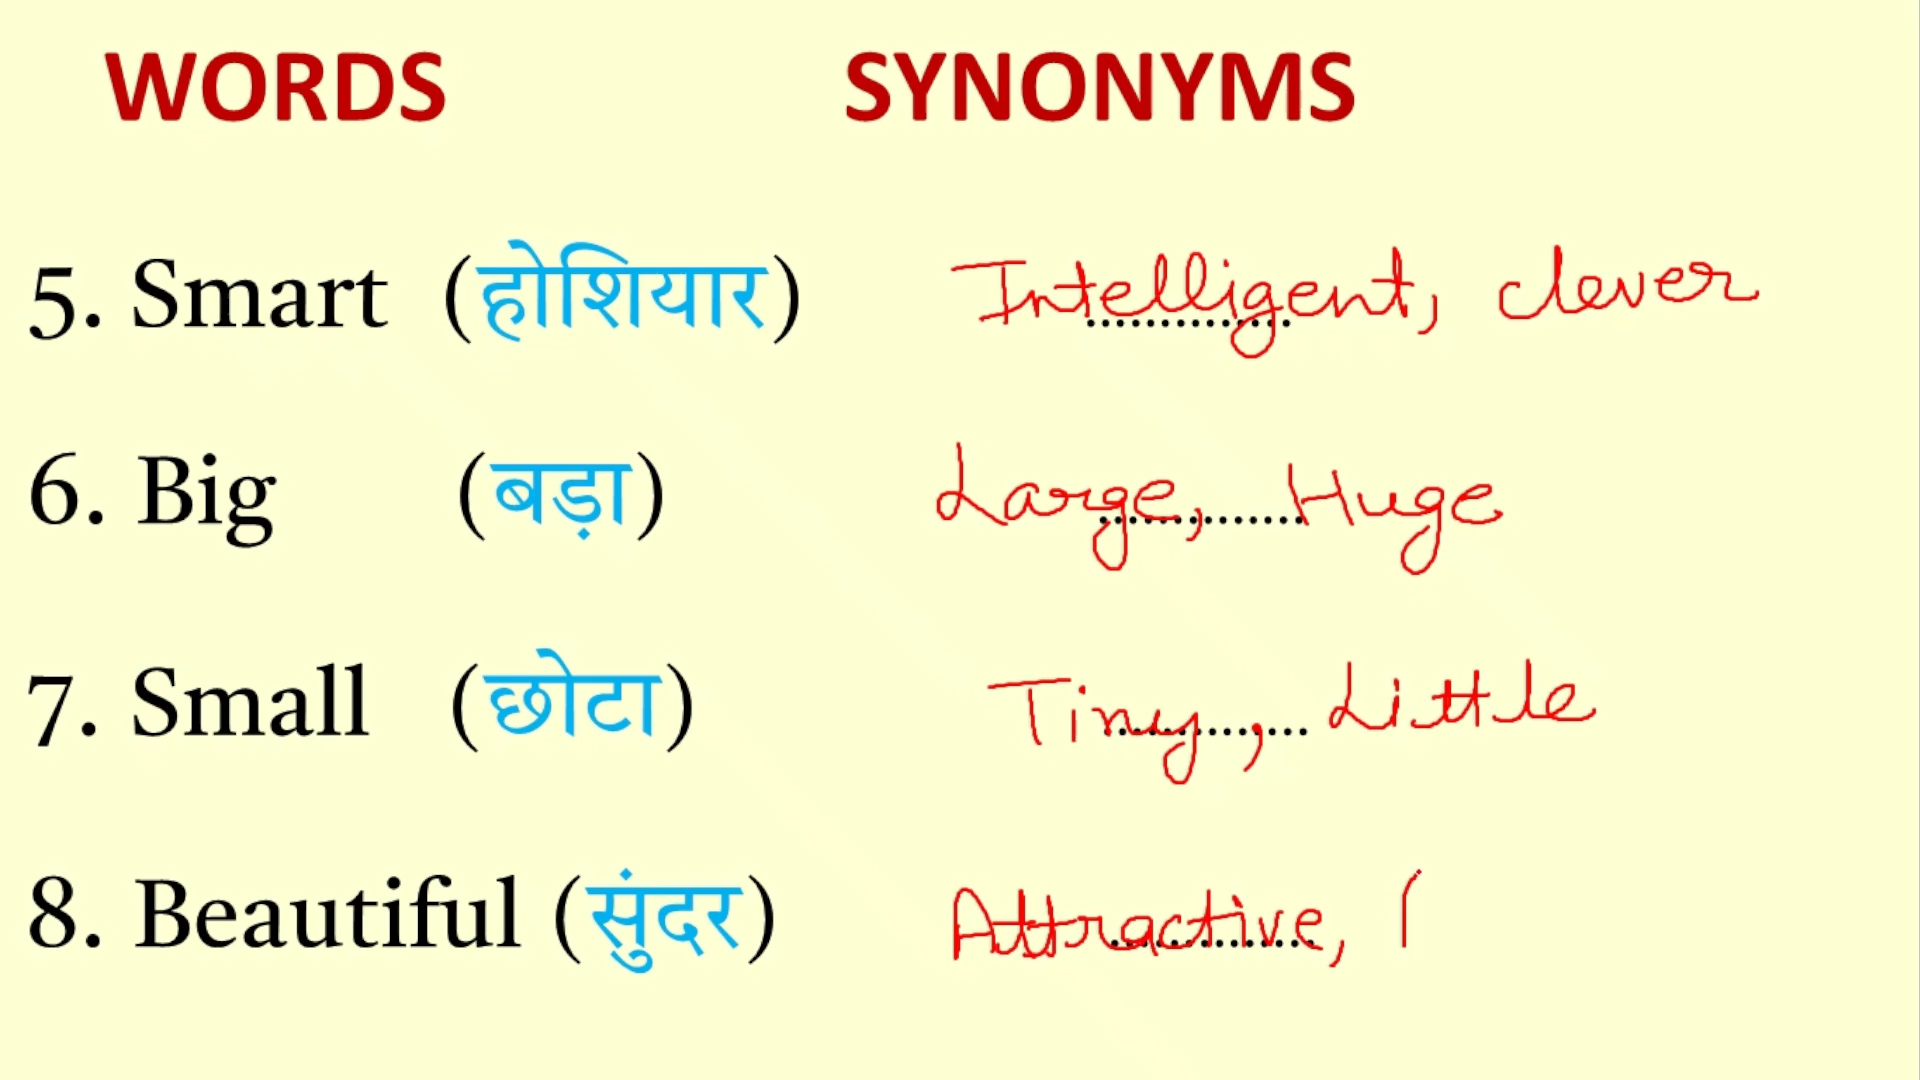 WORDS SYNONYMS
5. Smart (होशियार) Intelligent, clever
6. Big (बड़ा) Large, Huge
7. Small (छोटा) Tiny, Little
8. Beautiful (सुंदर) Attractive,